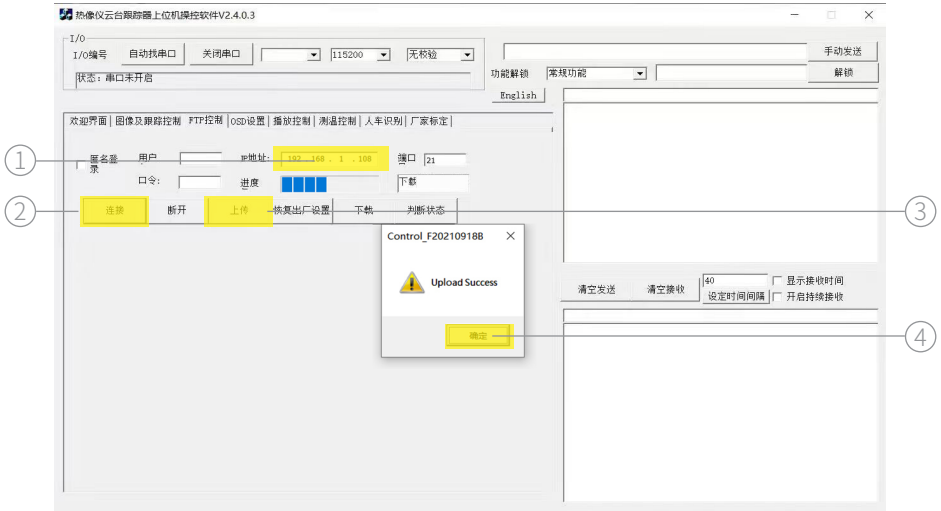 热像仪云台跟踪器上位机操控软件V2.4.0.3
I/O
I/O编号 自动找串口 关闭串口 115200 无校验
状态：串口未开启
手动发送
功能解锁 常规功能 解锁
English
欢迎界面 图像及跟踪控制 FTP控制 OSD设置 播放控制 测温控制 人车识别 厂家标定
① 匿名登录 用户 IP地址: 192 .168 . 1 .108 端口 21
口令: 进度 下载
② 连接 断开 上传 恢复出厂设置 下载 判断状态 ③
Control_F20210918B
Upload Success
确定 ④
清空发送 清空接收 40 显示接收时间
设定时间间隔 开启持续接收